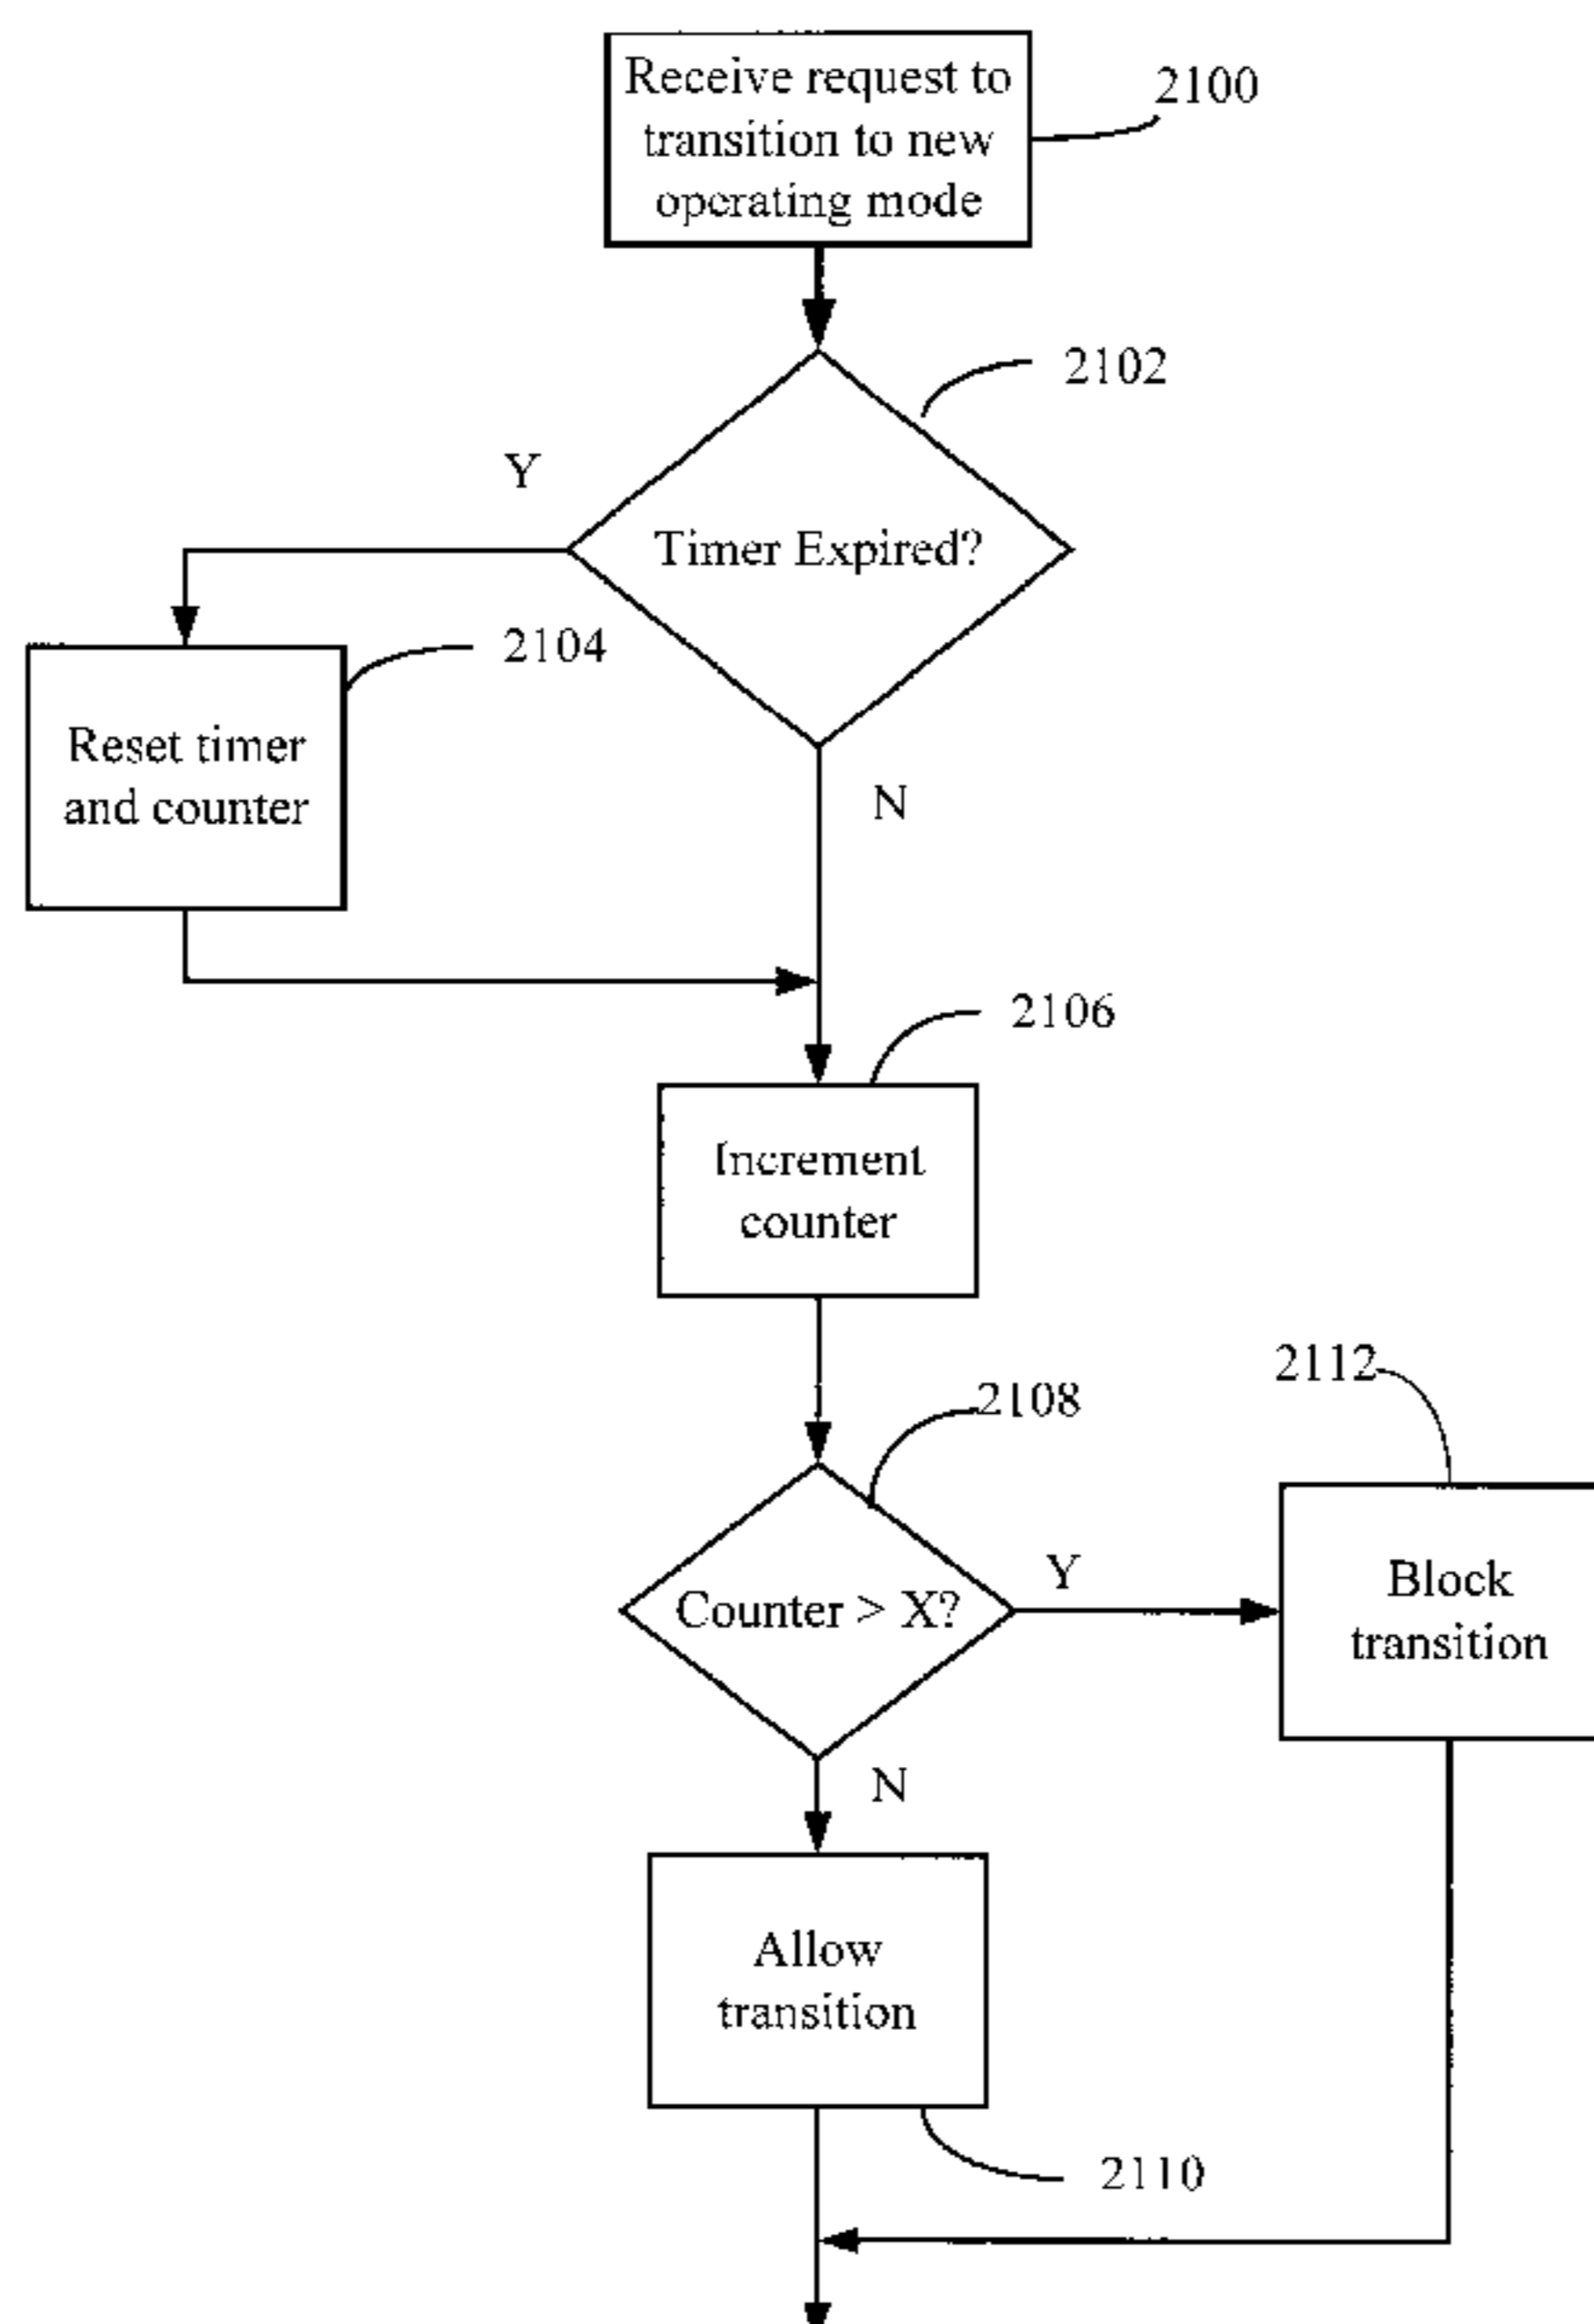 Receive request to
transition to new
operating mode
2100
2102
Y
Timer Expired?
2104
Reset timer
and counter
N
2106
Increment
counter
2108
2112
Counter > X?
Y
Block
transition
N
Allow
transition
2110